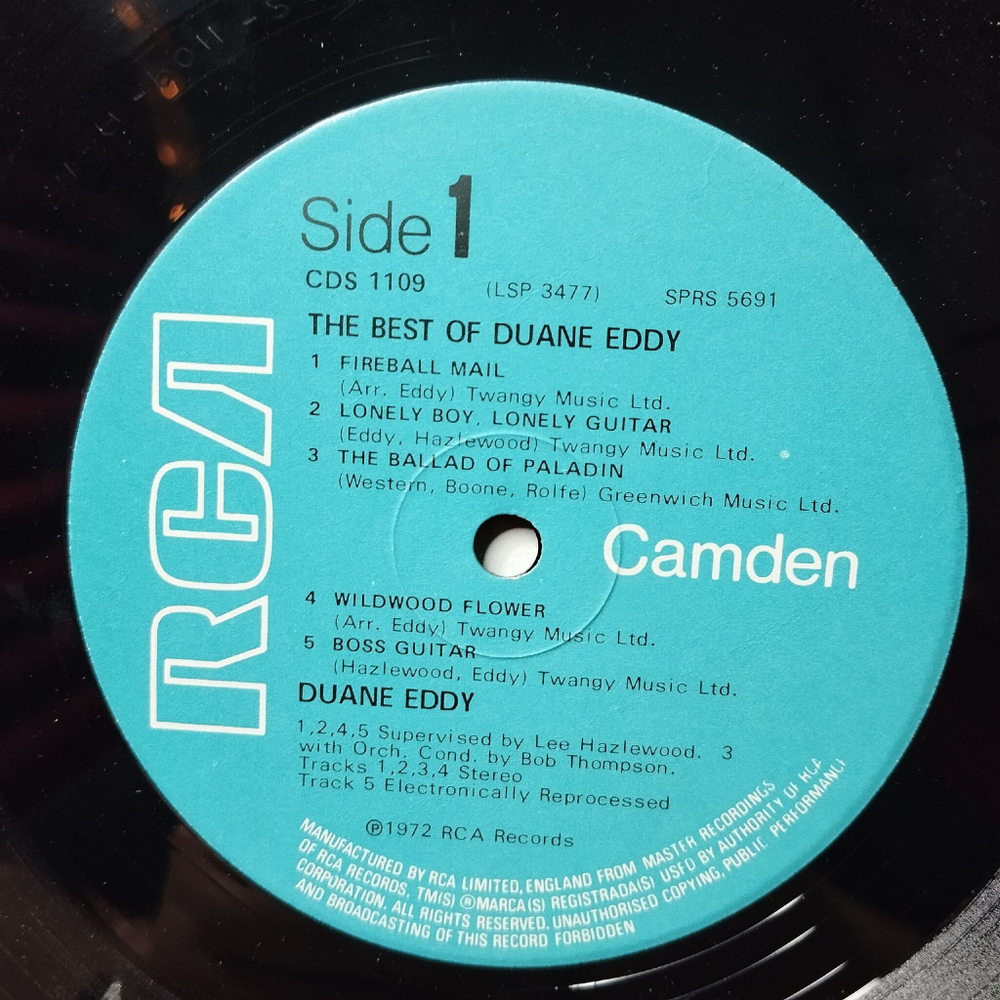 Side 1
CDS 1109 (LSP 3477) SPRS 5691
THE BEST OF DUANE EDDY
1 FIREBALL MAIL
(Arr. Eddy) Twangy Music Ltd.
2 LONELY BOY, LONELY GUITAR
(Eddy, Hazlewood) Twangy Music Ltd.
3 THE BALLAD OF PALADIN
(Western, Boone, Rolfe) Greenwich Music Ltd.
RCA
Camden
4 WILDWOOD FLOWER
(Arr. Eddy) Twangy Music Ltd.
5 BOSS GUITAR
(Hazlewood, Eddy) Twangy Music Ltd.
DUANE EDDY
1,2,4,5 Supervised by Lee Hazlewood. 3
with Orch, Cond. by Bob Thompson.
Tracks 1,2,3,4 Stereo
Track 5 Electronically Reprocessed
℗1972 RCA Records
MANUFACTURED BY RCA LIMITED, ENGLAND FROM MASTER RECORDINGS
OF RCA RECORDS, TM(S) ® MARCA(S) REGISTRADA(S) USED BY AUTHORITY OF RCA
CORPORATION. ALL RIGHTS RESERVED. UNAUTHORISED COPYING, PUBLIC PERFORMANCE
AND BROADCASTING OF THIS RECORD FORBIDDEN